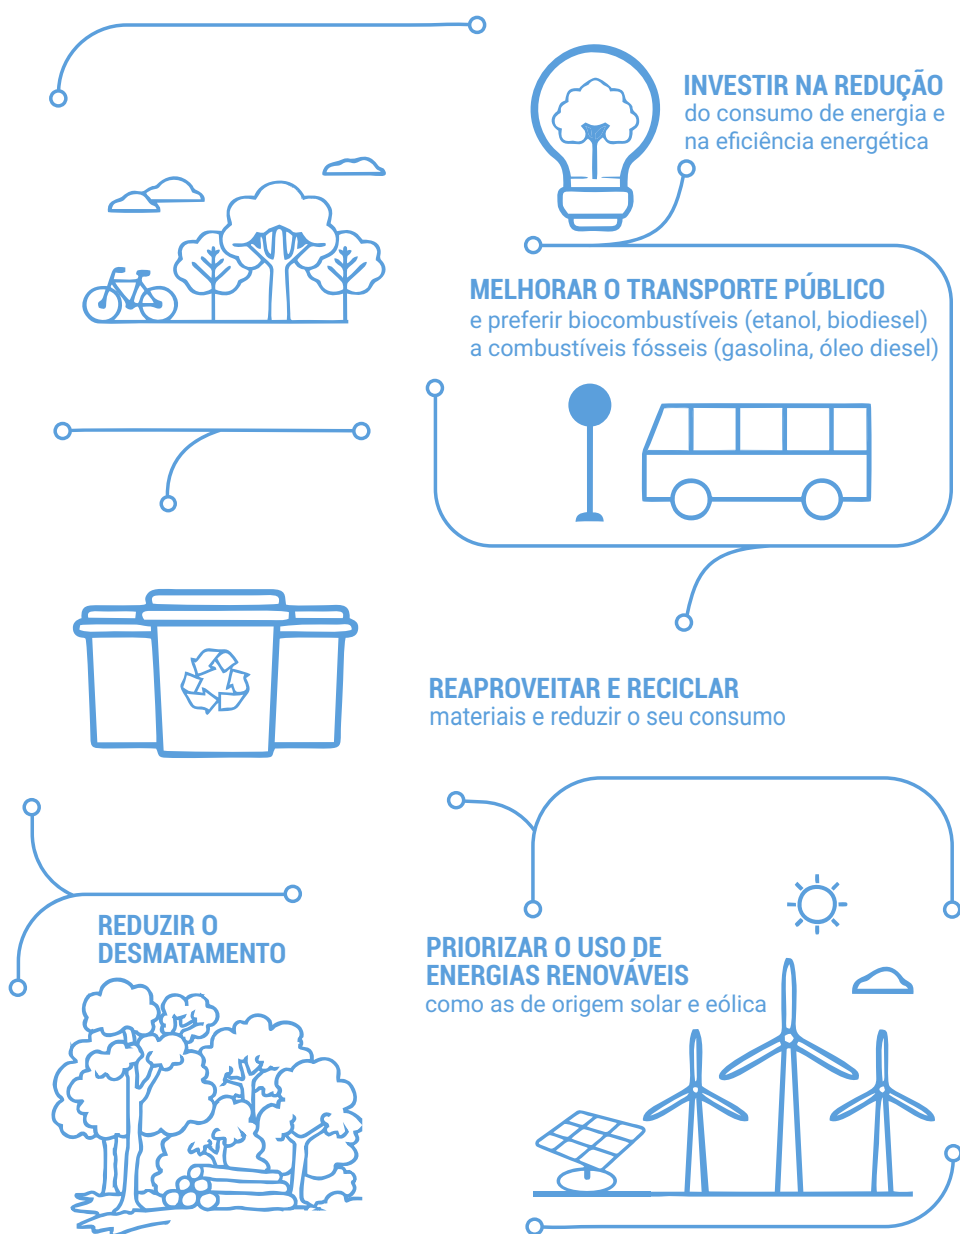 INVESTIR NA REDUÇÃO
do consumo de energia e
na eficiência energética
MELHORAR O TRANSPORTE PÚBLICO
e preferir biocombustíveis (etanol, biodiesel)
a combustíveis fósseis (gasolina, óleo diesel)
REAPROVEITAR E RECICLAR
materiais e reduzir o seu consumo
REDUZIR O
DESMATAMENTO
PRIORIZAR O USO DE
ENERGIAS RENOVÁVEIS
como as de origem solar e eólica